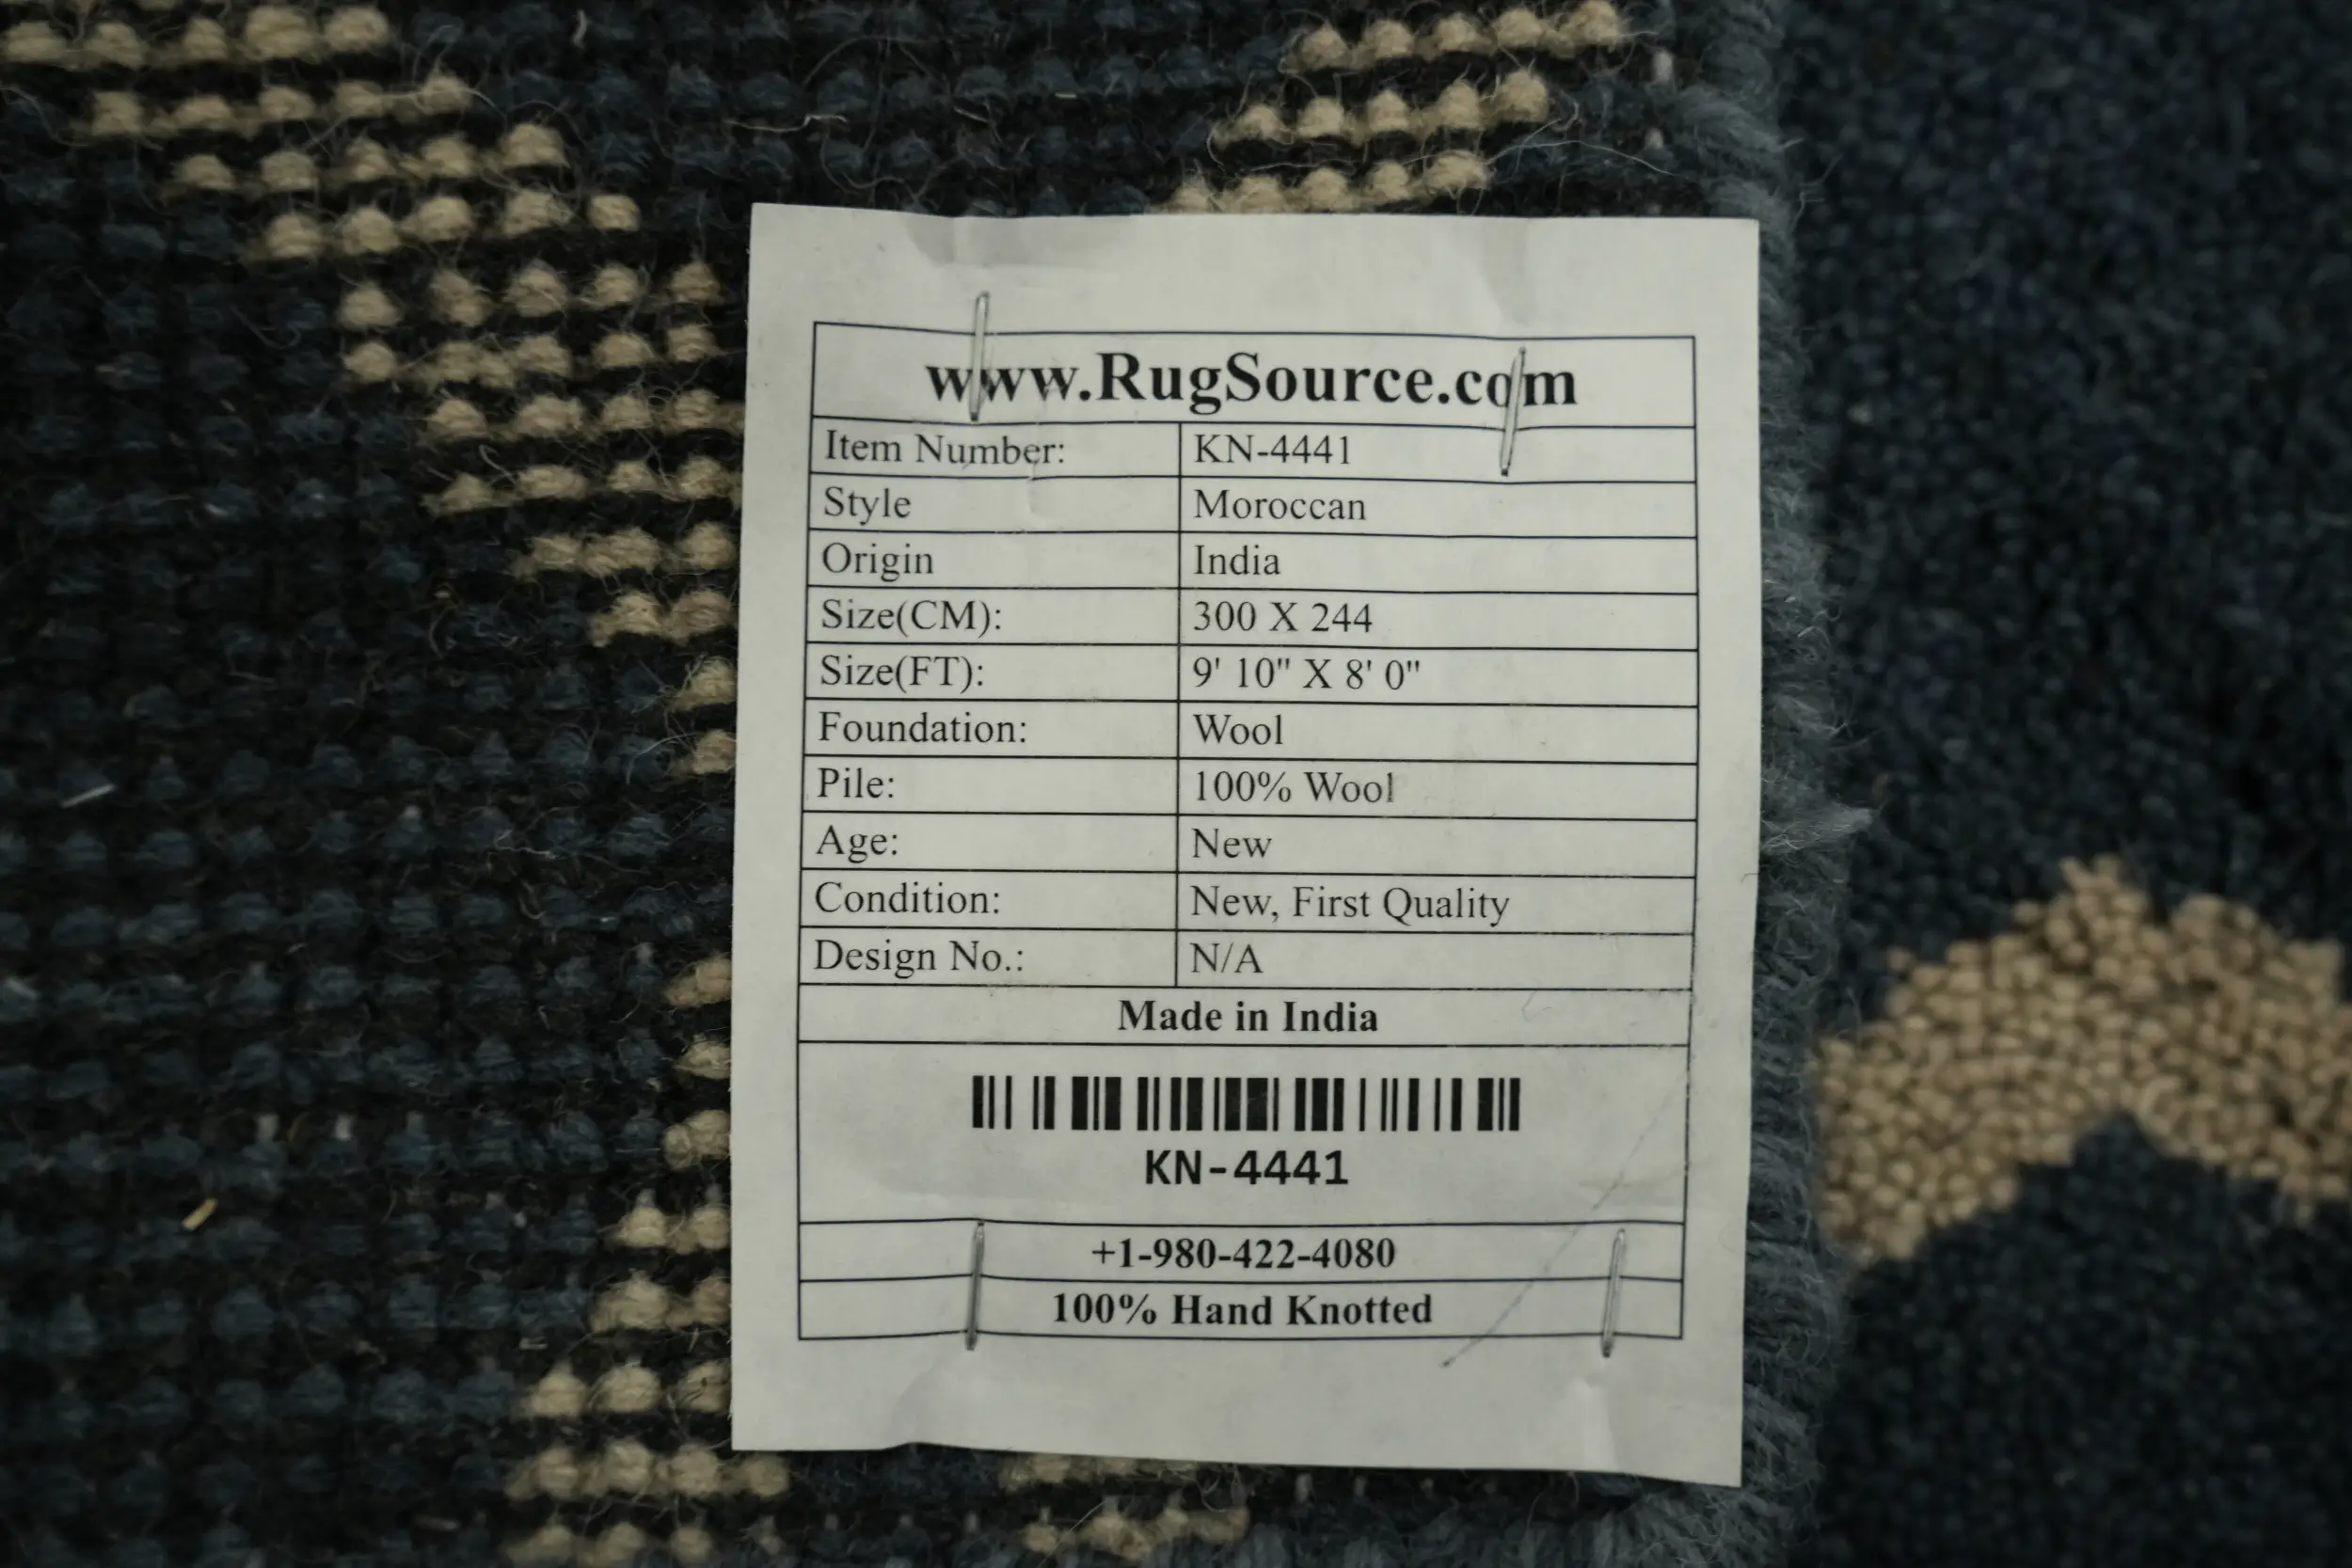 www.RugSource.com
Item Number: KN-4441
Style Moroccan
Origin India
Size(CM): 300 X 244
Size(FT): 9' 10" X 8' 0"
Foundation: Wool
Pile: 100% Wool
Age: New
Condition: New, First Quality
Design No.: N/A
Made in India
KN-4441
+1-980-422-4080
100% Hand Knotted